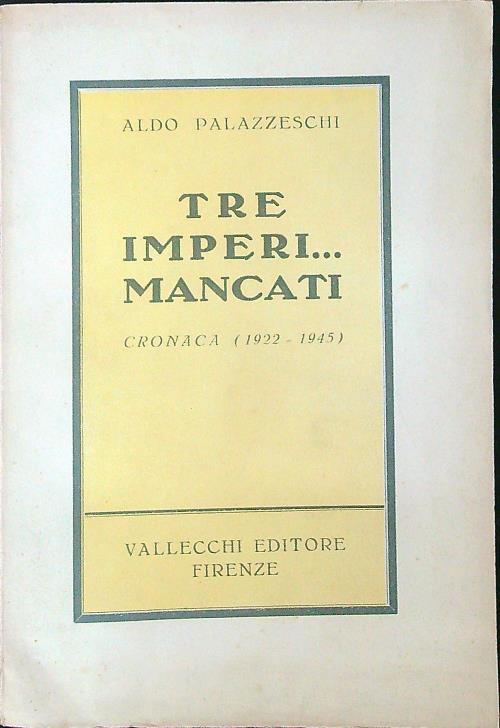 ALDO PALAZZESCHI
TRE
IMPERI...
MANCATI
CRONACA (1922 - 1945)
VALLECCHI EDITORE
FIRENZE